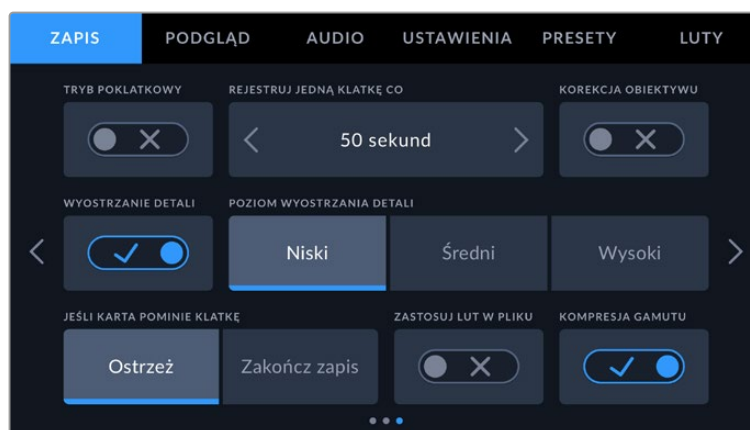 ZAPIS PODGLĄD AUDIO USTAWIENIA PRESETY LUTY
TRYB POKLATKOWY REJESTRUJ JEDNĄ KLATKĘ CO KOREKCJA OBIEKTYWU
50 sekund
WYOSTRZANIE DETALI POZIOM WYOSTRZANIA DETALI
Niski Średni Wysoki
JEŚLI KARTA POMINIE KLATKĘ ZASTOSUJ LUT W PLIKU KOMPRESJA GAMUTU
Ostrzeż Zakończ zapis